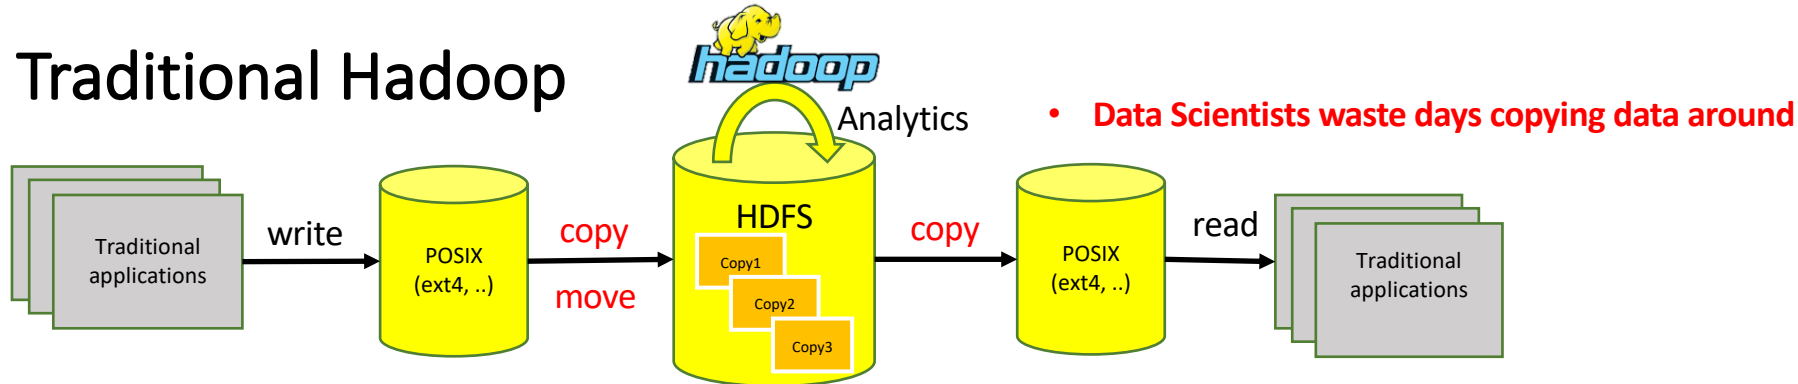 Traditional Hadoop
hadoop
Analytics
• Data Scientists waste days copying data around
Traditional
applications
write
POSIX
(ext4, ..)
copy
move
HDFS
Copy1
Copy2
Copy3
copy
POSIX
(ext4, ..)
read
Traditional
applications